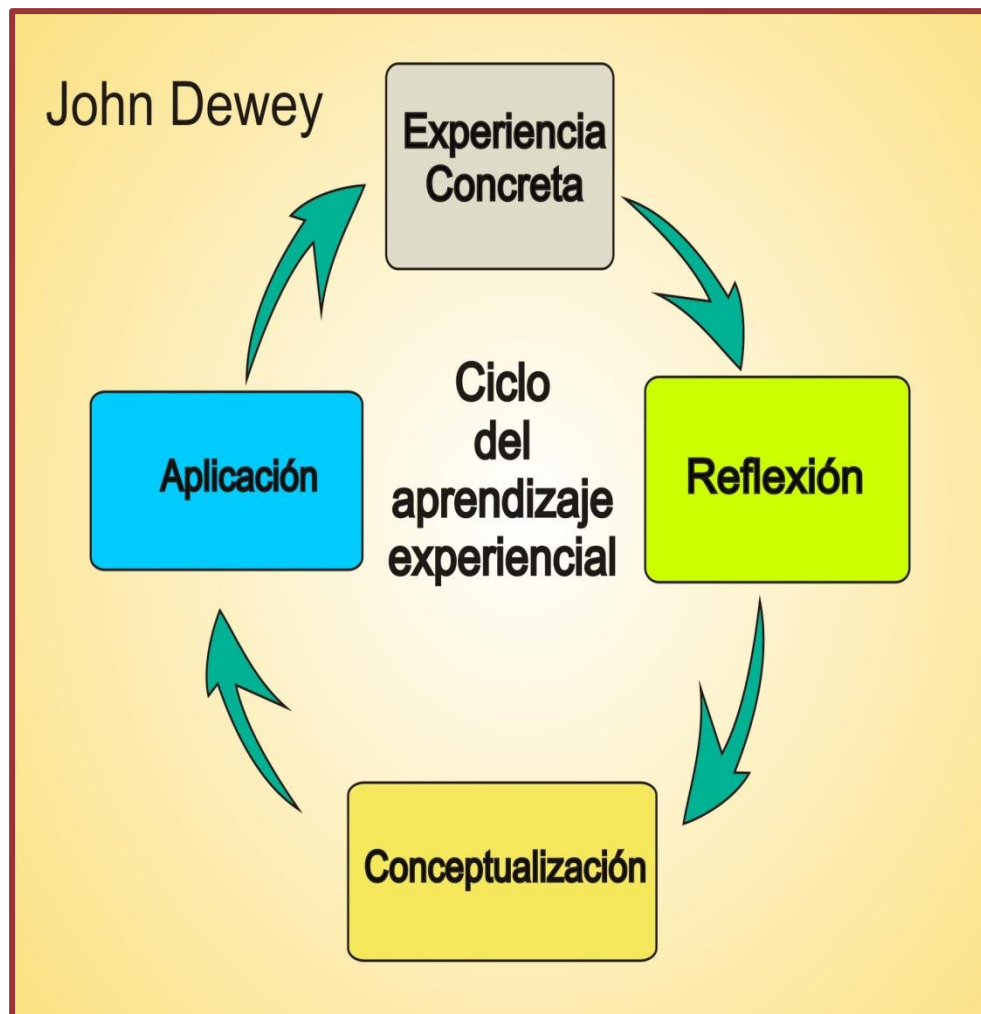 John Dewey
Experiencia
Concreta
Ciclo
del
aprendizaje
experiencial
Reflexión
Conceptualización
Aplicación